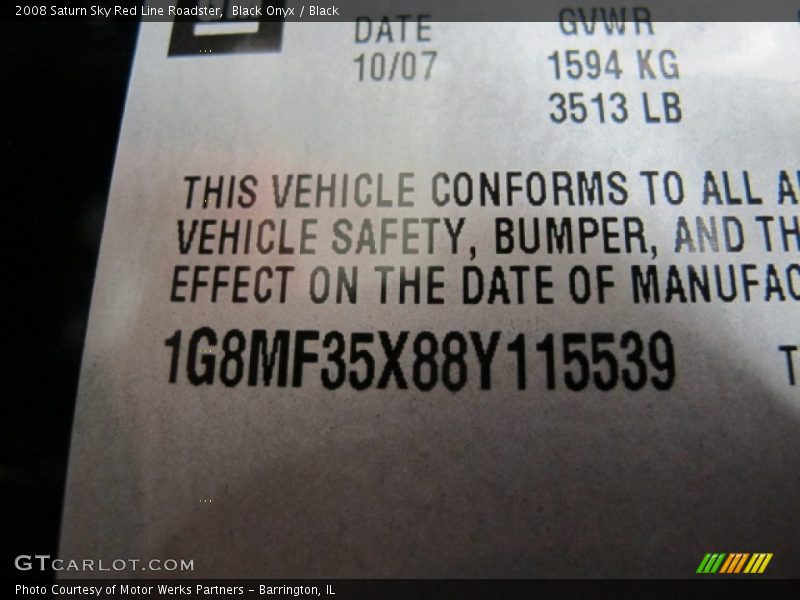 2008 Saturn Sky Red Line Roadster,  Black Onyx / Black
DATE
GVWR
10/07
1594 KG
3513 LB
THIS VEHICLE CONFORMS TO ALL
VEHICLE SAFETY, BUMPER, AND
EFFECT ON THE DATE OF
1G8MF35X88Y115539
GTCARLOT.COM
Photo Courtesy of Motor Werks Partners - Barrington, IL